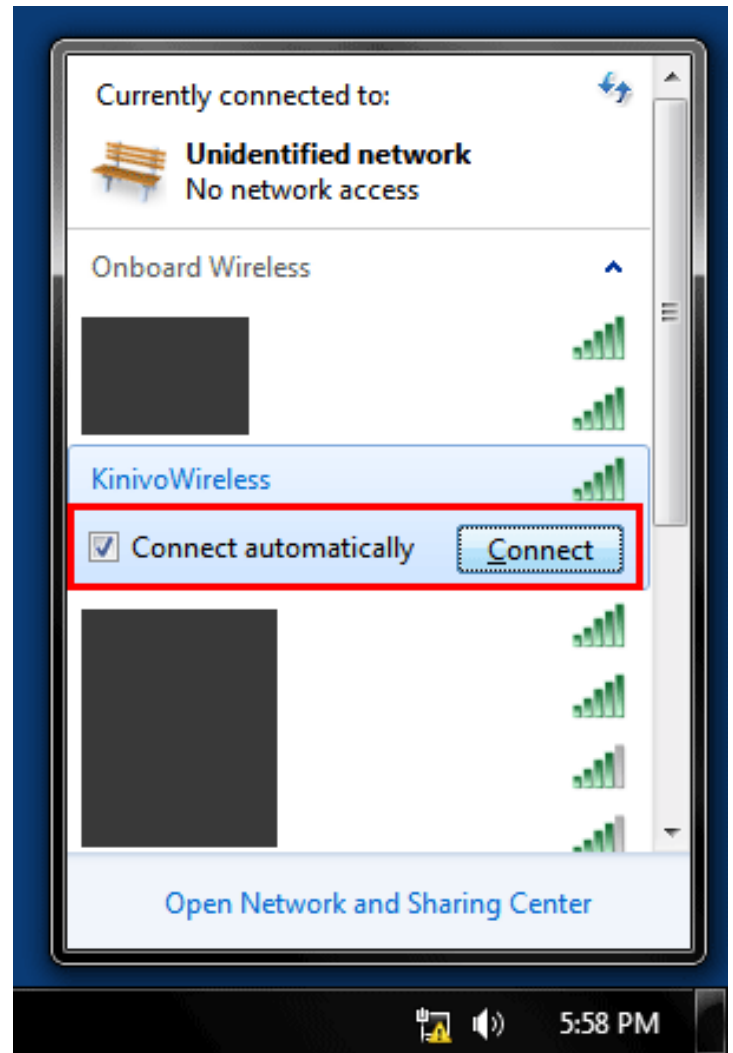 Currently connected to:
Unidentified network
No network access
Onboard Wireless
KinivoWireless
Connect automatically Connect
Open Network and Sharing Center
5:58 PM